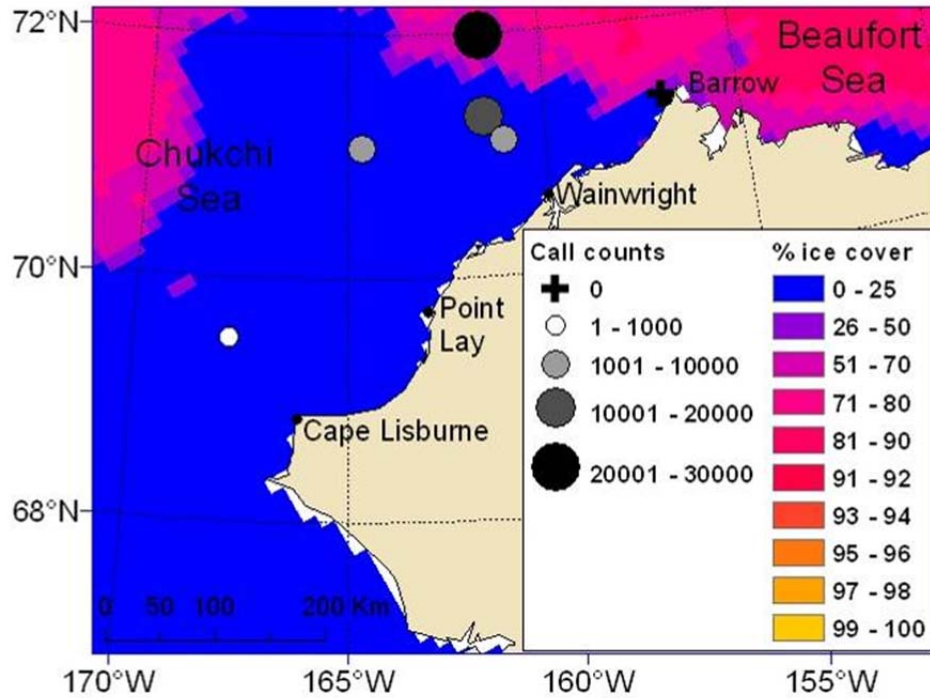 72°N
Beaufort
Sea
Barrow
Chukchi
Sea
Wainwright
70°N
Point
Lay
Cape Lisburne
68°N
0 50 100 200 Km
170°W 165°W 160°W 155°W
Call counts
0
1 - 1000
1001 - 10000
10001 - 20000
20001 - 30000
% ice cover
0 - 25
26 - 50
51 - 70
71 - 80
81 - 90
91 - 92
93 - 94
95 - 96
97 - 98
99 - 100